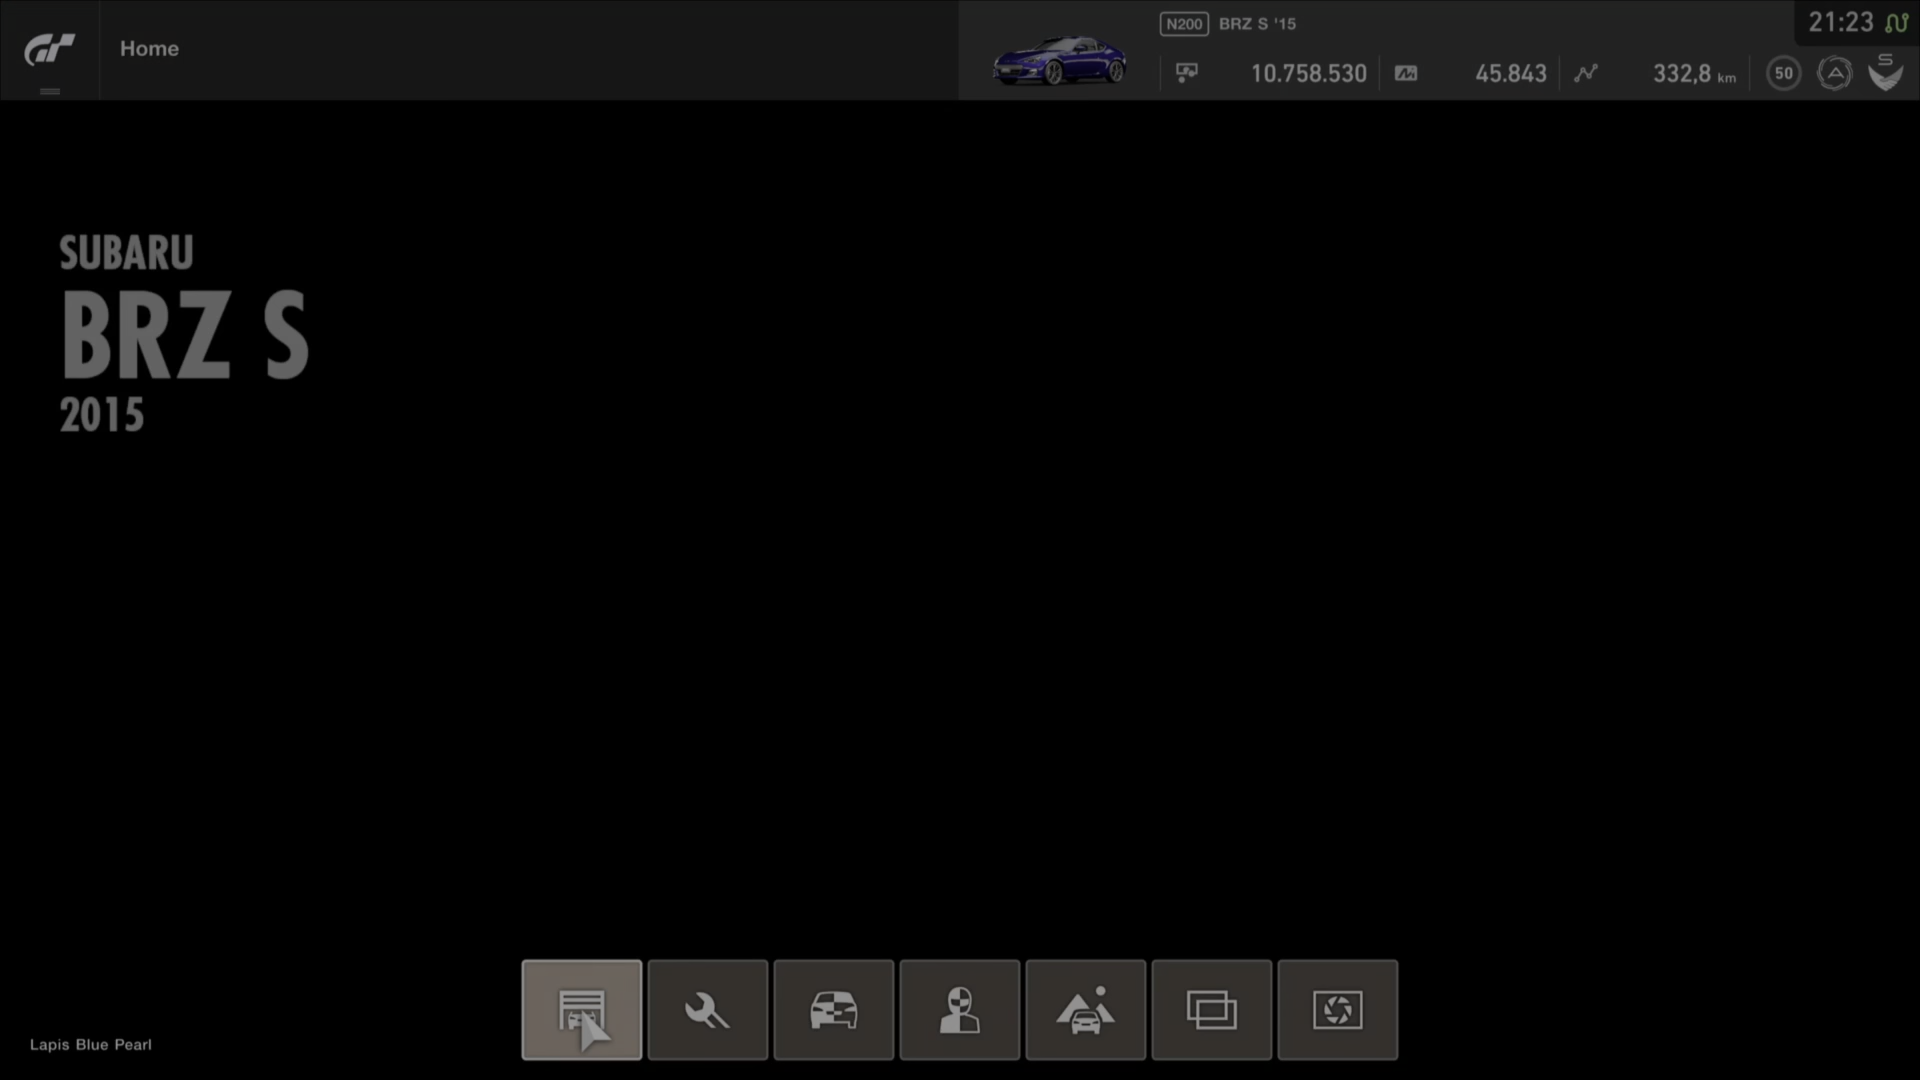 Home
N200 BRZ S '15
21:23
10.758.530
45.843
332,8 km
50
A
S
SUBARU
BRZ S
2015
Lapis Blue Pearl